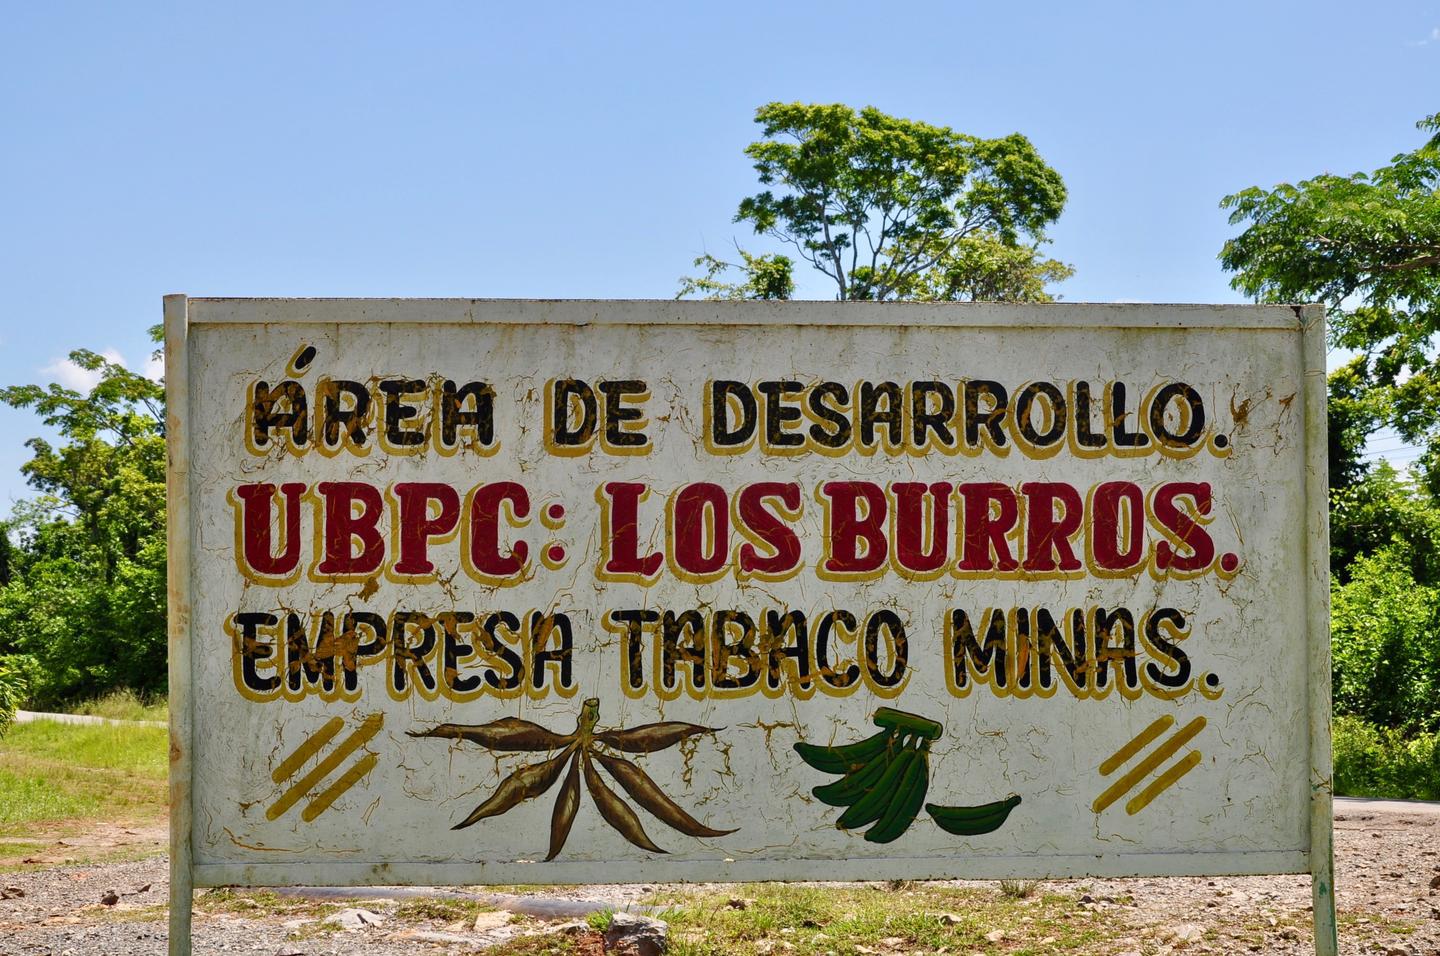 ÁREA DE DESARROLLO.
UBPC: LOS BURROS.
EMPRESA TABACO MINAS.